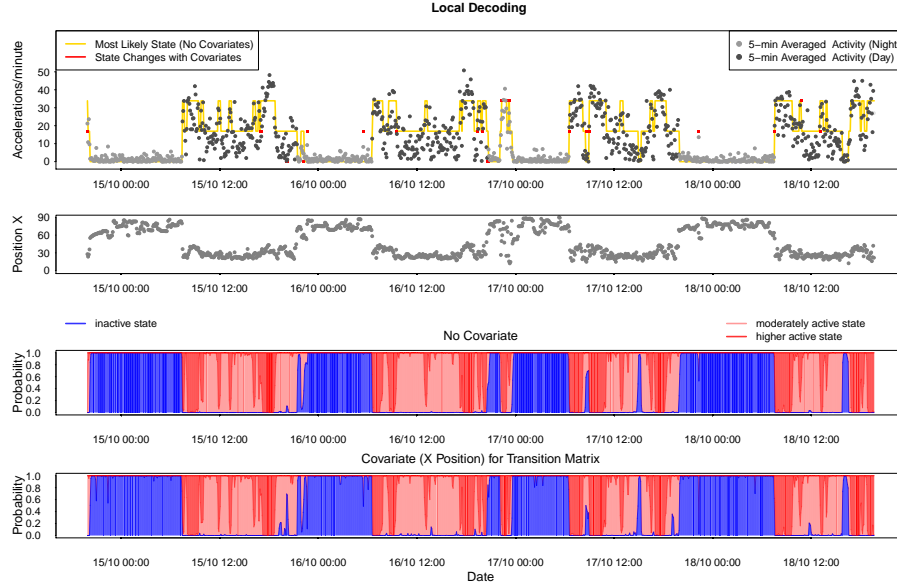 Local Decoding
Most Likely State (No Covariates)
State Changes with Covariates
5-min Averaged Activity (Night
5-min Averaged Activity (Day)
Accelerations/minute
50
40
30
20
10
0
15/10 00:00 15/10 12:00 16/10 00:00 16/10 12:00 17/10 00:00 17/10 12:00 18/10 00:00 18/10 12:00
Position X
90
60
30
0
15/10 00:00 15/10 12:00 16/10 00:00 16/10 12:00 17/10 00:00 17/10 12:00 18/10 00:00 18/10 12:00
inactive state
moderately active state
higher active state
No Covariate
Probability
1.0
0.8
0.6
0.4
0.2
0.0
15/10 00:00 15/10 12:00 16/10 00:00 16/10 12:00 17/10 00:00 17/10 12:00 18/10 00:00 18/10 12:00
Covariate (X Position) for Transition Matrix
Probability
1.0
0.8
0.6
0.4
0.2
0.0
15/10 00:00 15/10 12:00 16/10 00:00 16/10 12:00 17/10 00:00 17/10 12:00 18/10 00:00 18/10 12:00
Date